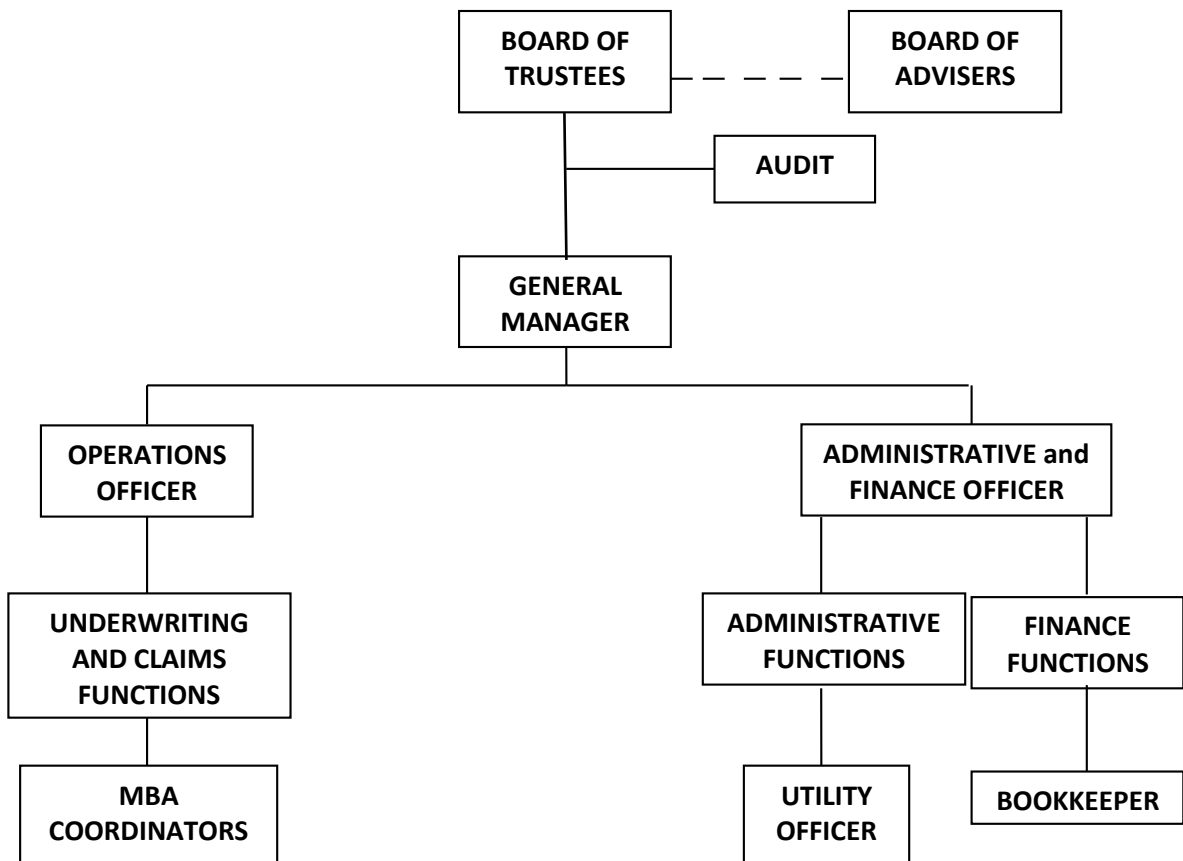 BOARD OF
TRUSTEES
BOARD OF
ADVISERS
AUDIT
GENERAL
MANAGER
OPERATIONS
OFFICER
ADMINISTRATIVE and
FINANCE OFFICER
UNDERWRITING
AND CLAIMS
FUNCTIONS
ADMINISTRATIVE
FUNCTIONS
FINANCE
FUNCTIONS
MBA
COORDINATORS
UTILITY
OFFICER
BOOKKEEPER